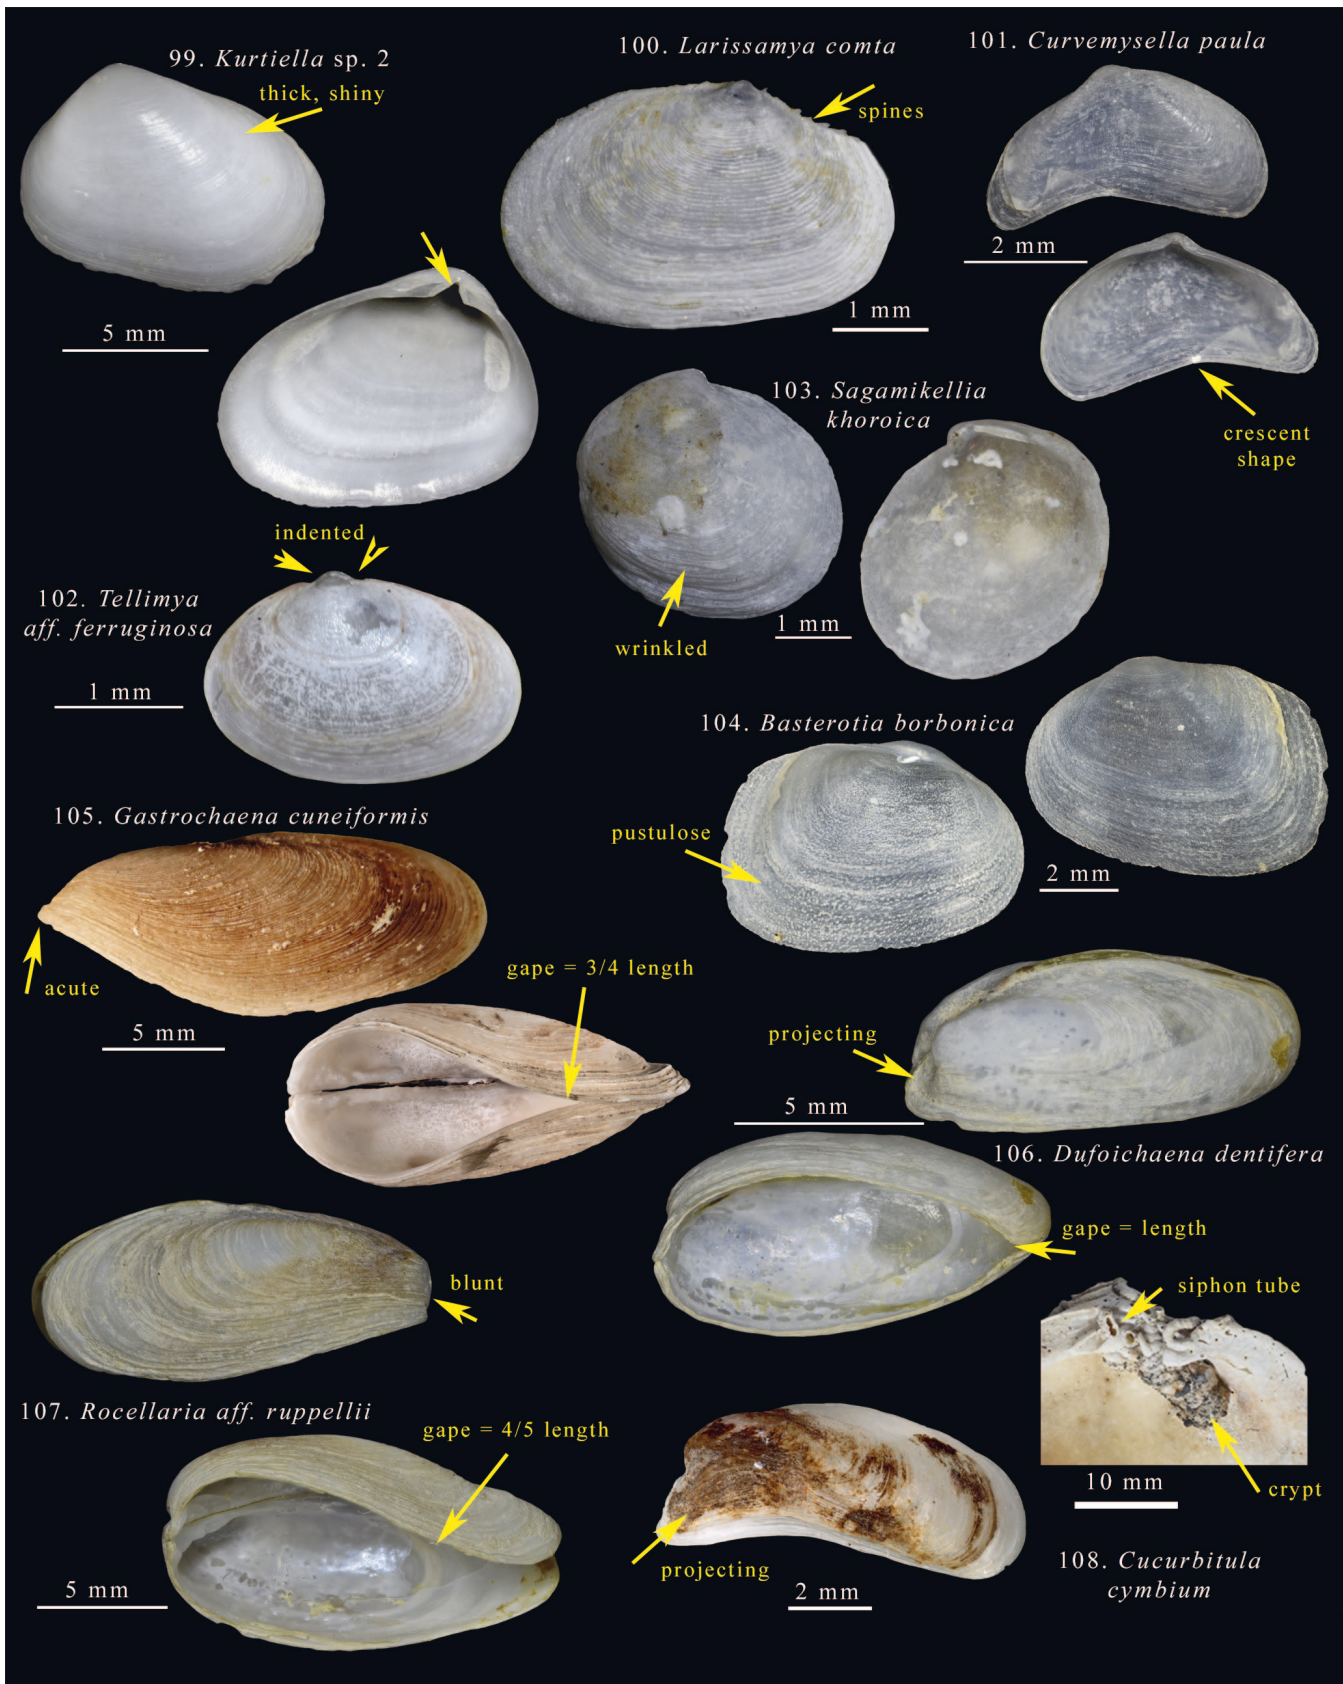 99. Kurtiella sp. 2
thick, shiny
5 mm
100. Larissamya comta
spines
1 mm
101. Curvemysella paula
2 mm
crescent
shape
indented
102. Tellimya
aff. ferruginosa
1 mm
103. Sagamikellia
khoroica
wrinkled
1 mm
104. Basterotia borbonica
pustulose
2 mm
105. Gastrochaena cuneiformis
acute
5 mm
gape = 3/4 length
projecting
5 mm
106. Dufoichaena dentifera
gape = length
blunt
107. Rocellaria aff. ruppellii
gape = 4/5 length
5 mm
siphon tube
crypt
10 mm
projecting
2 mm
108. Cucurbitula
cymbium